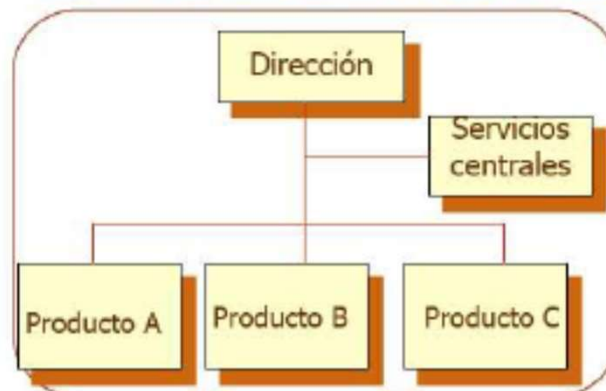 Dirección
Servicios
centrales
Producto A
Producto B
Producto C